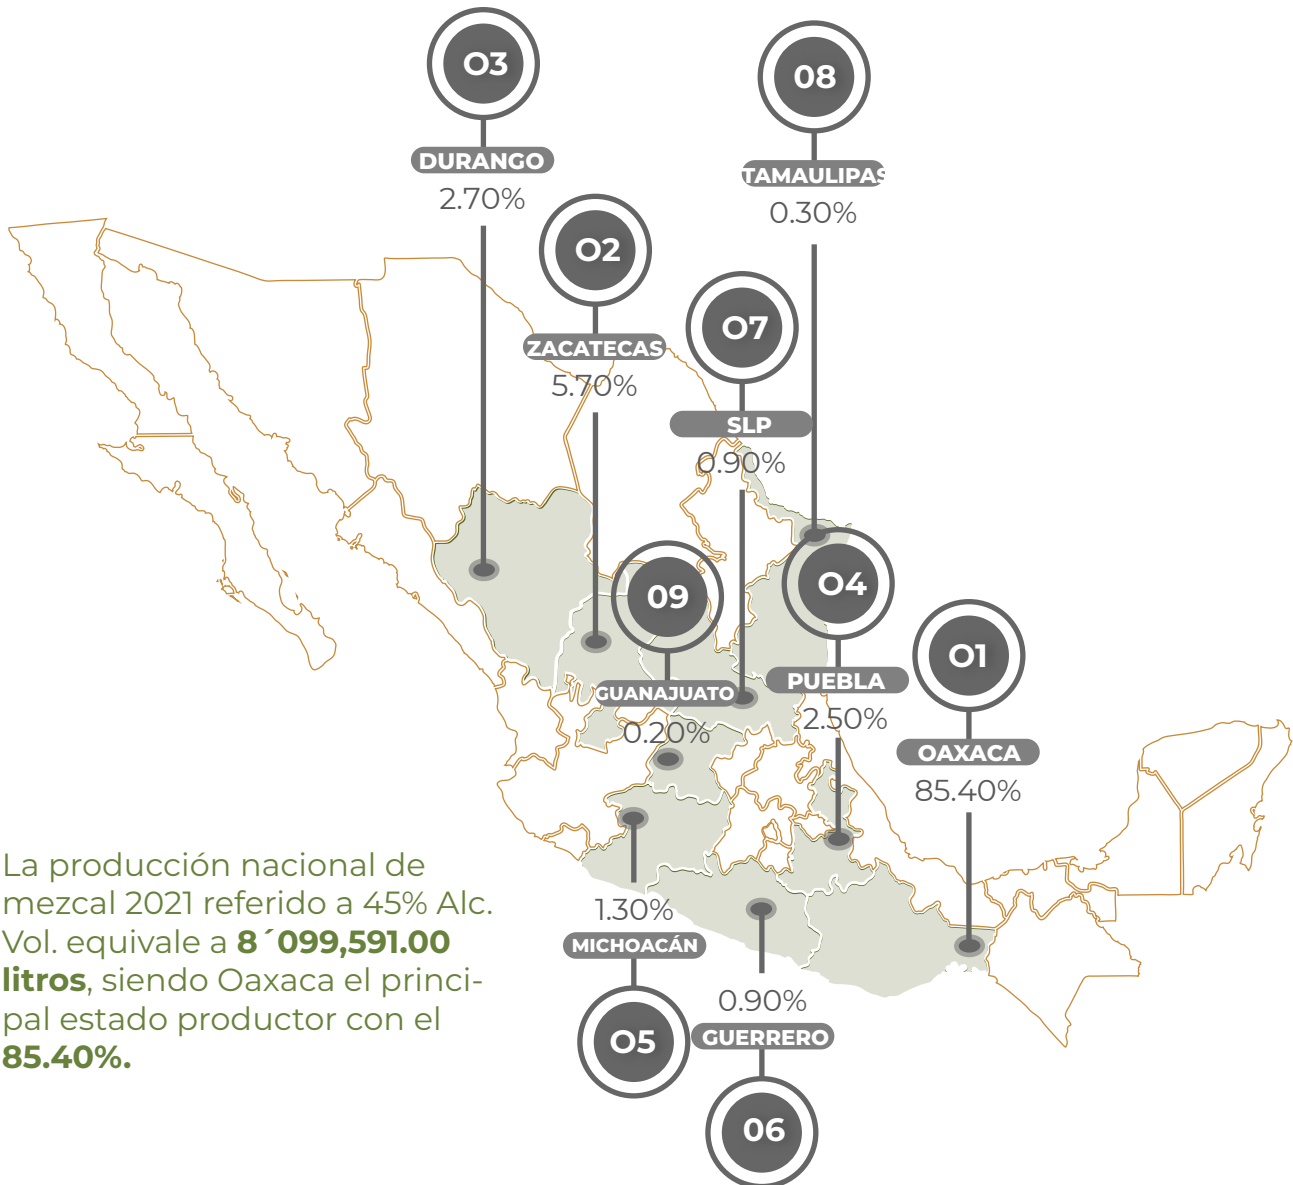 O3
DURANGO
2.70%
08
TAMAULIPAS
0.30%
O2
ZACATECAS
5.70%
O7
SLP
0.90%
09
GUANAJUATO
0.20%
O4
PUEBLA
2.50%
O1
OAXACA
85.40%
La producción nacional de
mezcal 2021 referido a 45% Alc.
Vol. equivale a 8´099,591.00
litros, siendo Oaxaca el princi-
pal estado productor con el
85.40%.
1.30%
MICHOACÁN
O5
0.90%
GUERRERO
06